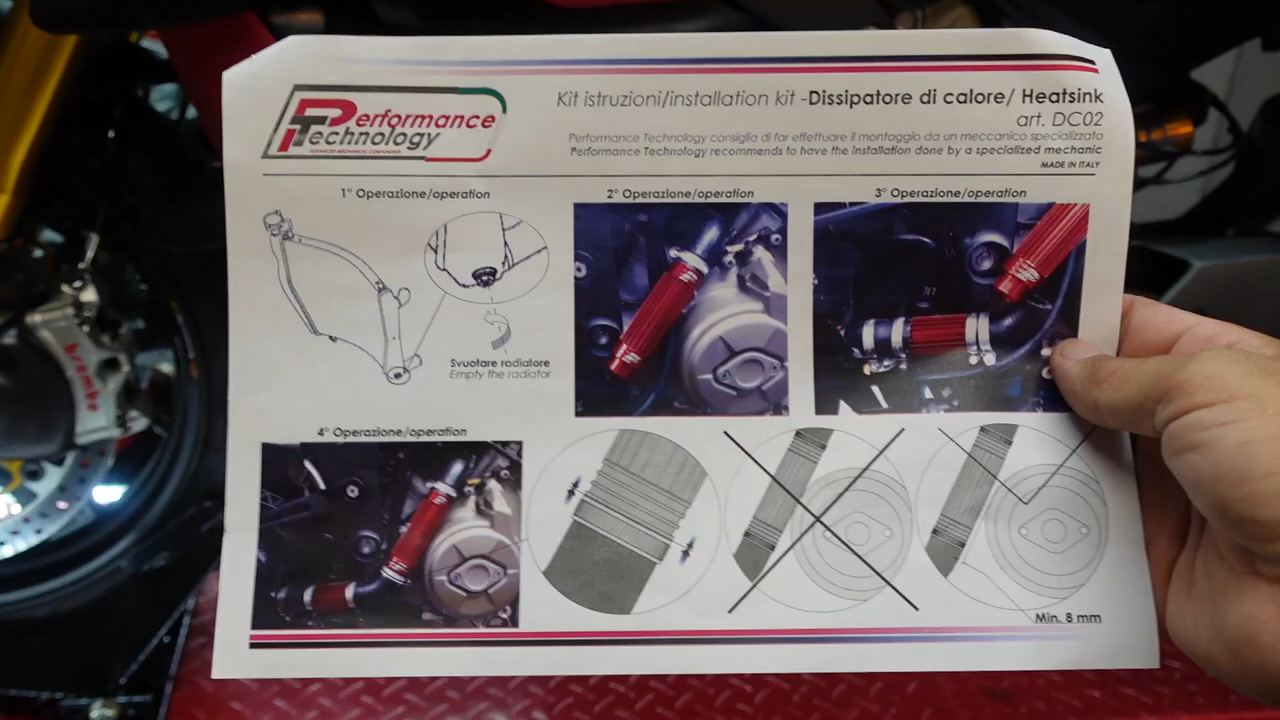 Performance
Technology
ADVANCED MECHANICAL COMPONENTS
Kit istruzioni/installation kit -Dissipatore di calore/ Heatsink
art. DC02
Performance Technology consiglia di far effettuare il montaggio da un meccanico specializzato
Performance Technology recommends to have the installation done by a specialized mechanic
MADE IN ITALY
1° Operazione/operation
2° Operazione/operation
3° Operazione/operation
Svuotare radiatore
Empty the radiator
4° Operazione/operation
Min. 8 mm
brembo